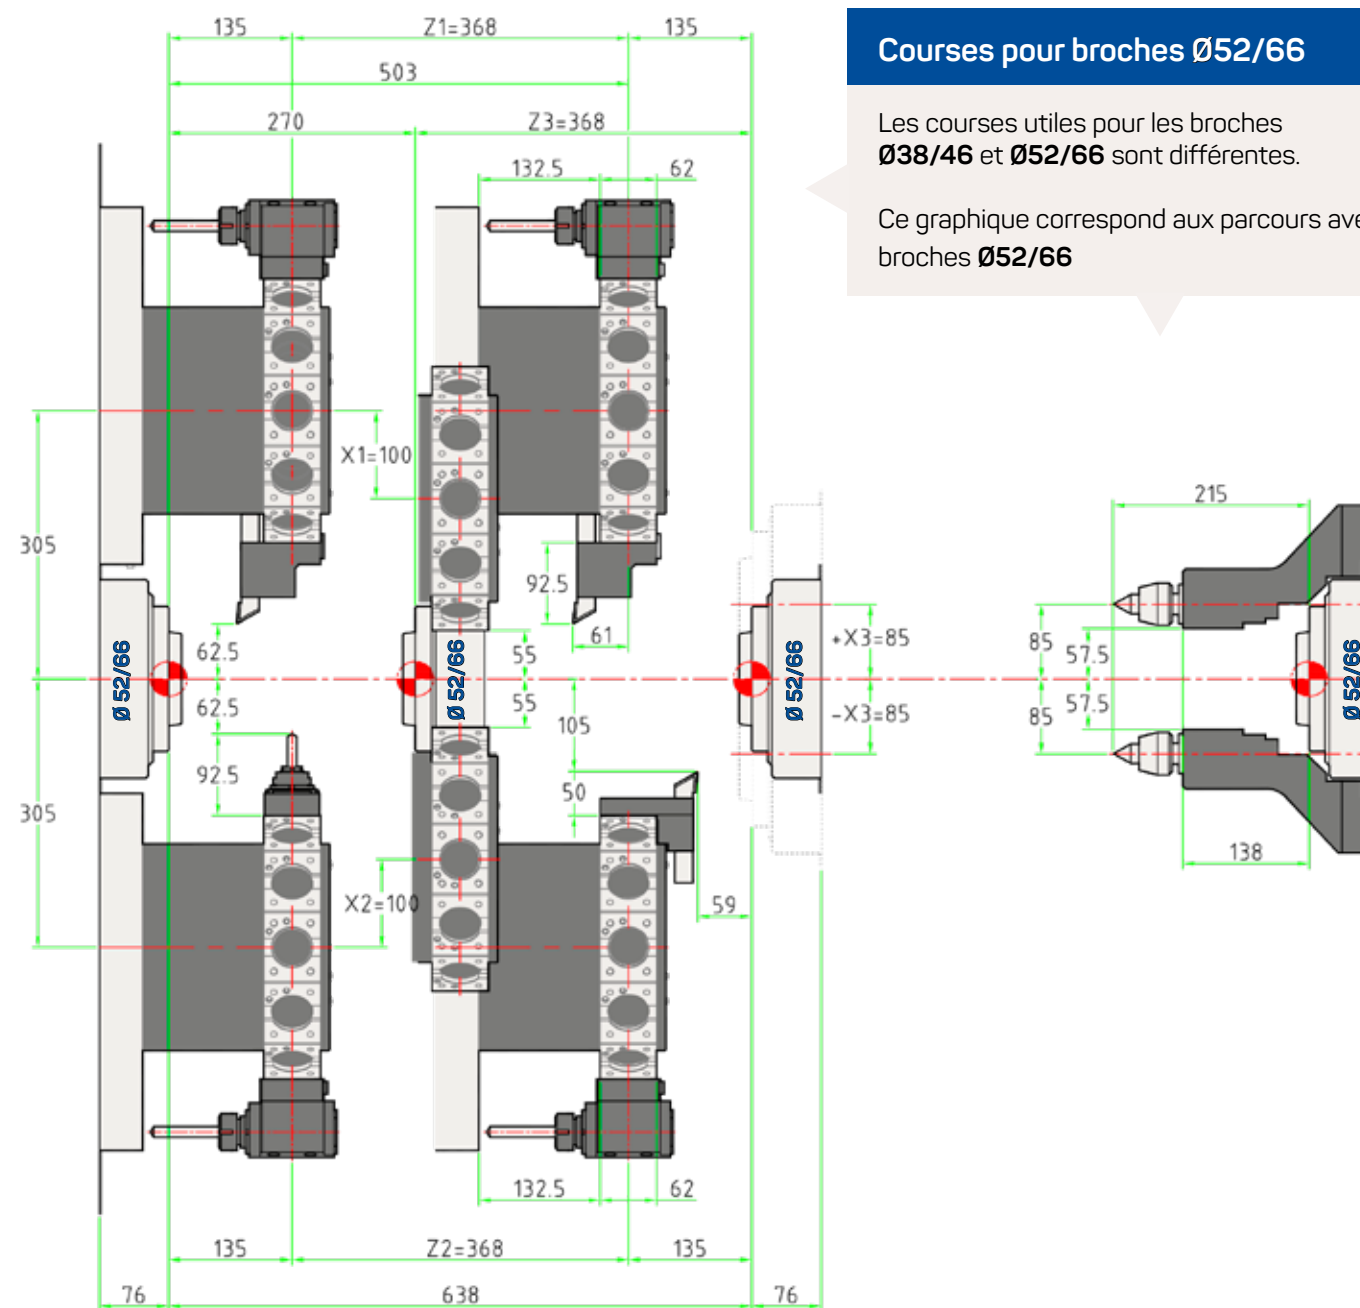 135 Z1=368 135
503
270 Z3=368
132.5 62
Courses pour broches Ø52/66
Les courses utiles pour les broches
Ø38/46 et Ø52/66 sont différentes.
Ce graphique correspond aux parcours
broches Ø52/66
X1=100
215
305
92.5
61
62.5
55
+X3=85
85
57.5
Ø 52/66
Ø 52/66
Ø 52/66
Ø 52/66
62.5
55
105
-X3=85
85
57.5
92.5
50
305
138
X2=100
59
132.5 62
135 Z2=368 135
76 638 76